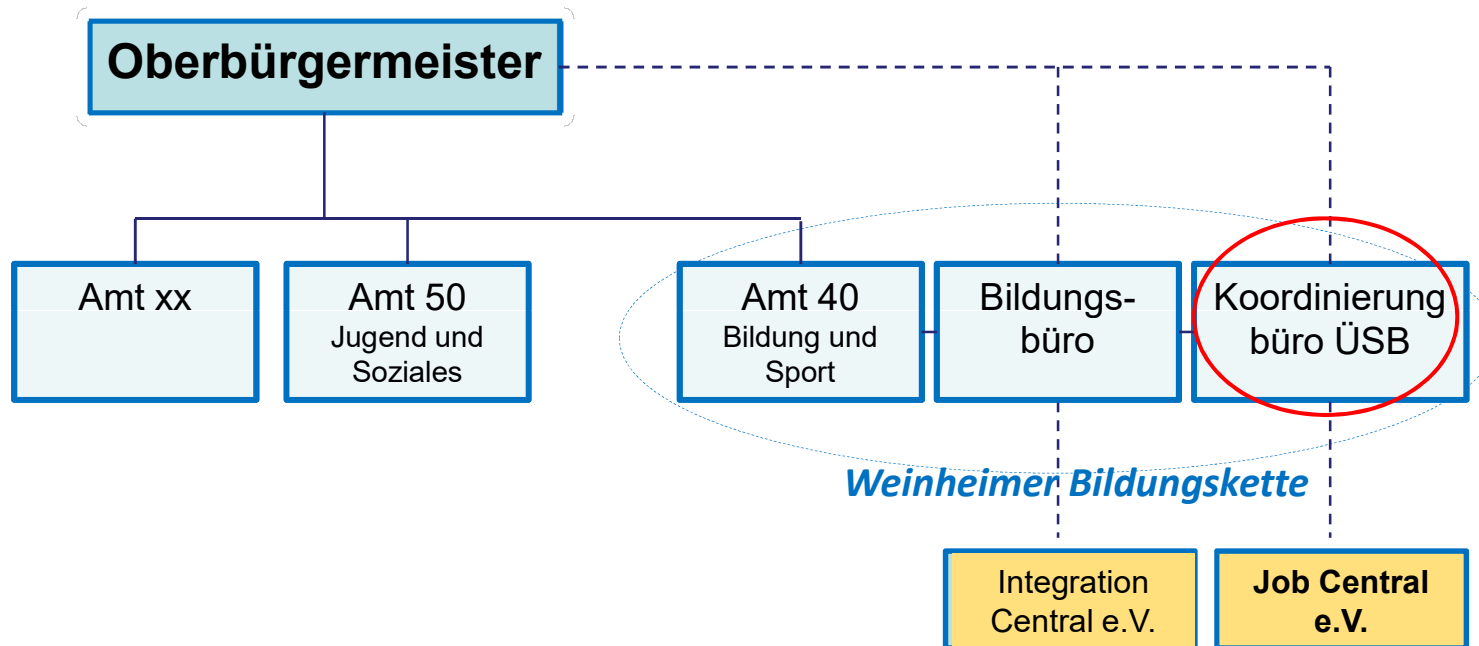 Oberbürgermeister
Amt xx
Amt 50
Jugend und
Soziales
Amt 40
Bildung und
Sport
Bildungs-
büro
Koordinierung
büro ÜSB
Weinheimer Bildungskette
Integration
Central e.V.
Job Central
e.V.